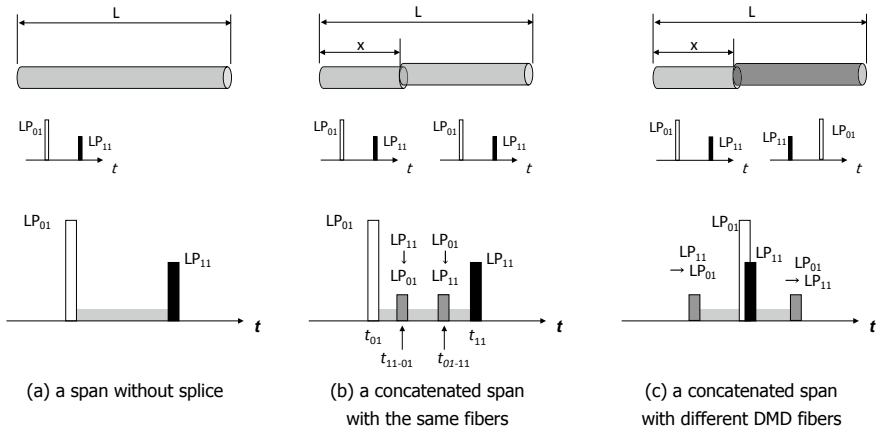 L
LP01
LP11
t
LP01
LP11
t
(a) a span without splice
L
x
LP01
LP11
t
LP01
LP11
t
LP01
LP11
↓
LP01
LP01
↓
LP11
LP11
t
t01
t11-01
t01-11
t11
(b) a concatenated span
with the same fibers
L
x
LP01
LP11
t
LP11
LP01
t
LP11
→ LP01
LP01
LP11
LP01
→ LP11
t
(c) a concatenated span
with different DMD fibers